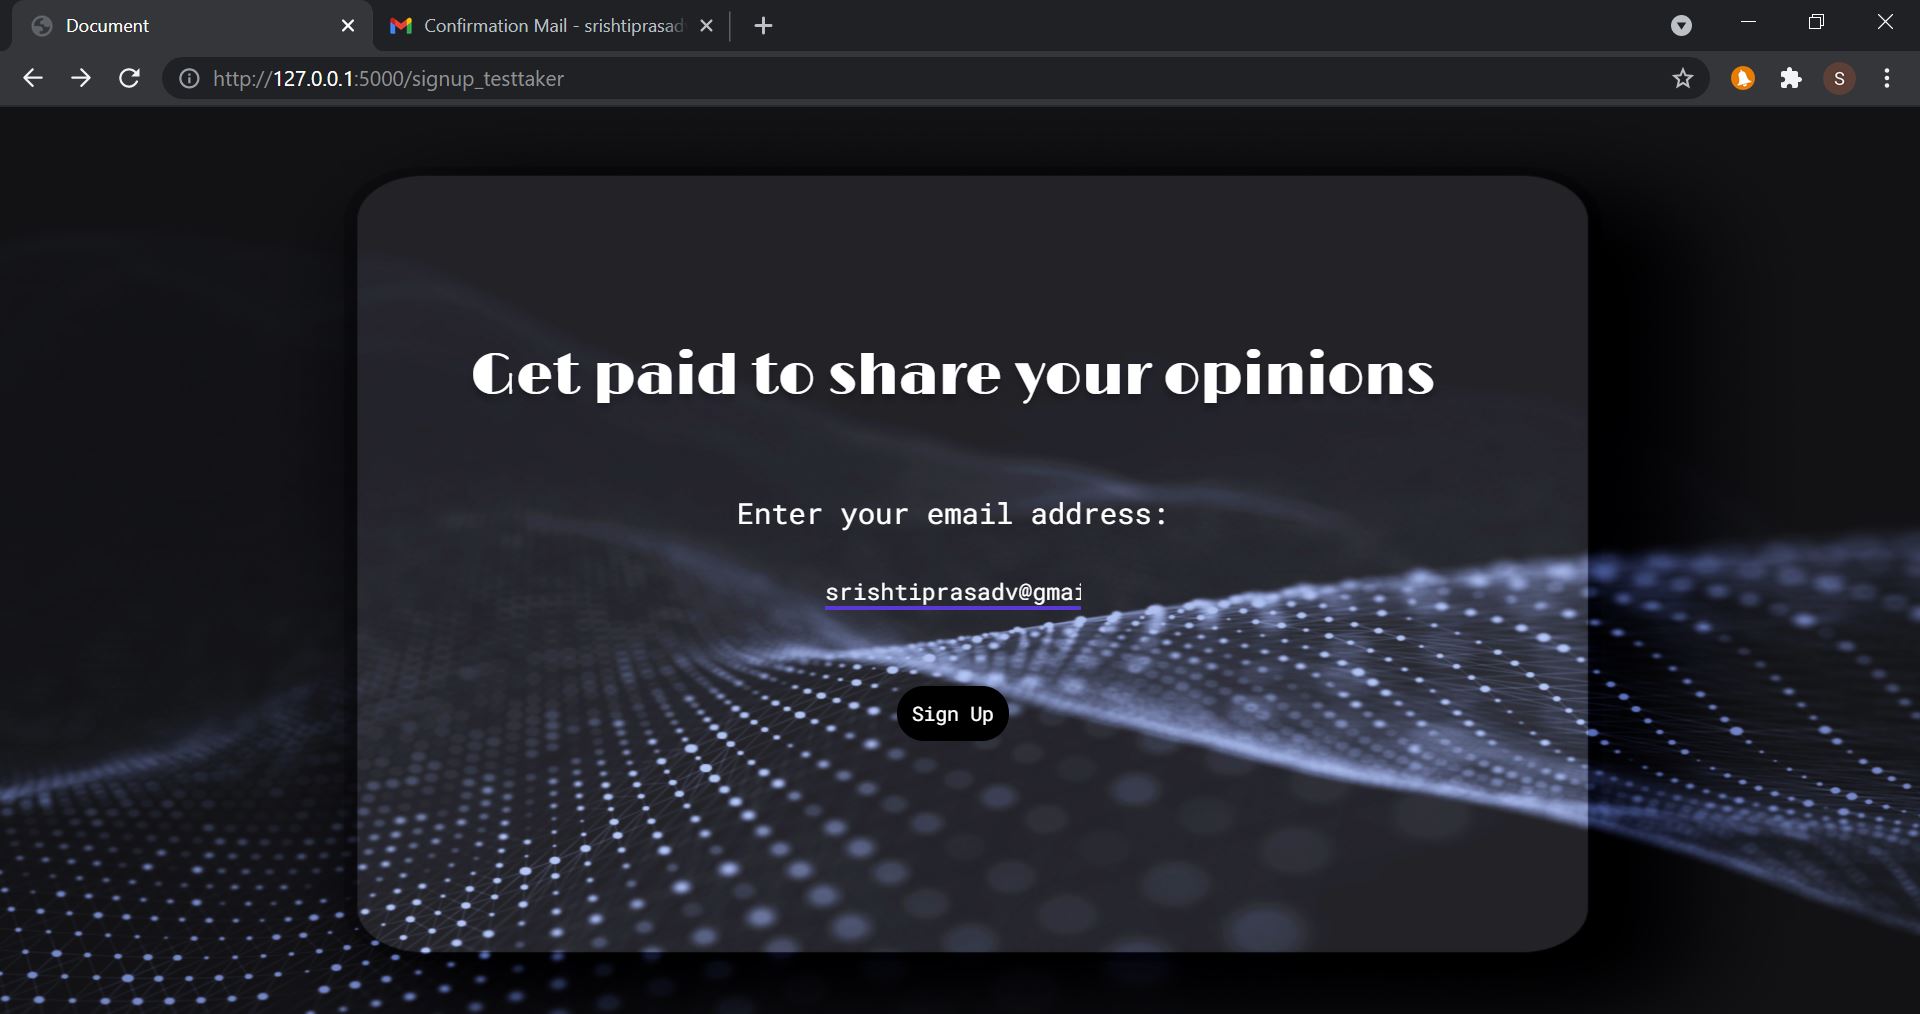 Document
Confirmation Mail - srishtiprasad
http://127.0.0.1:5000/signup_testtaker
S
Get paid to share your opinions
Enter your email address:
srishtiprasadv@gmai
Sign Up